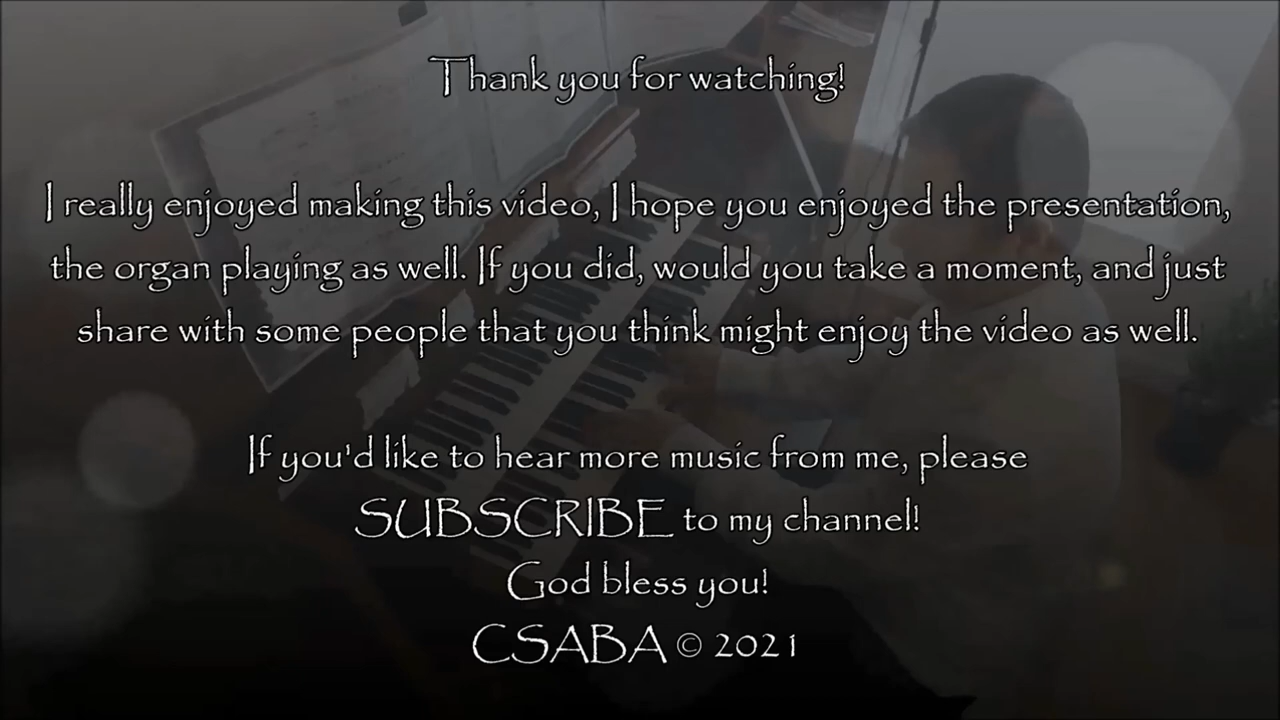 Thank you for watching!
I really enjoyed making this video, I hope you enjoyed the presentation,
the organ playing as well. If you did, would you take a moment, and just
share with some people that you think might enjoy the video as well.
If you'd like to hear more music from me, please
SUBSCRIBE to my channel!
God bless you!
CSABA © 2021